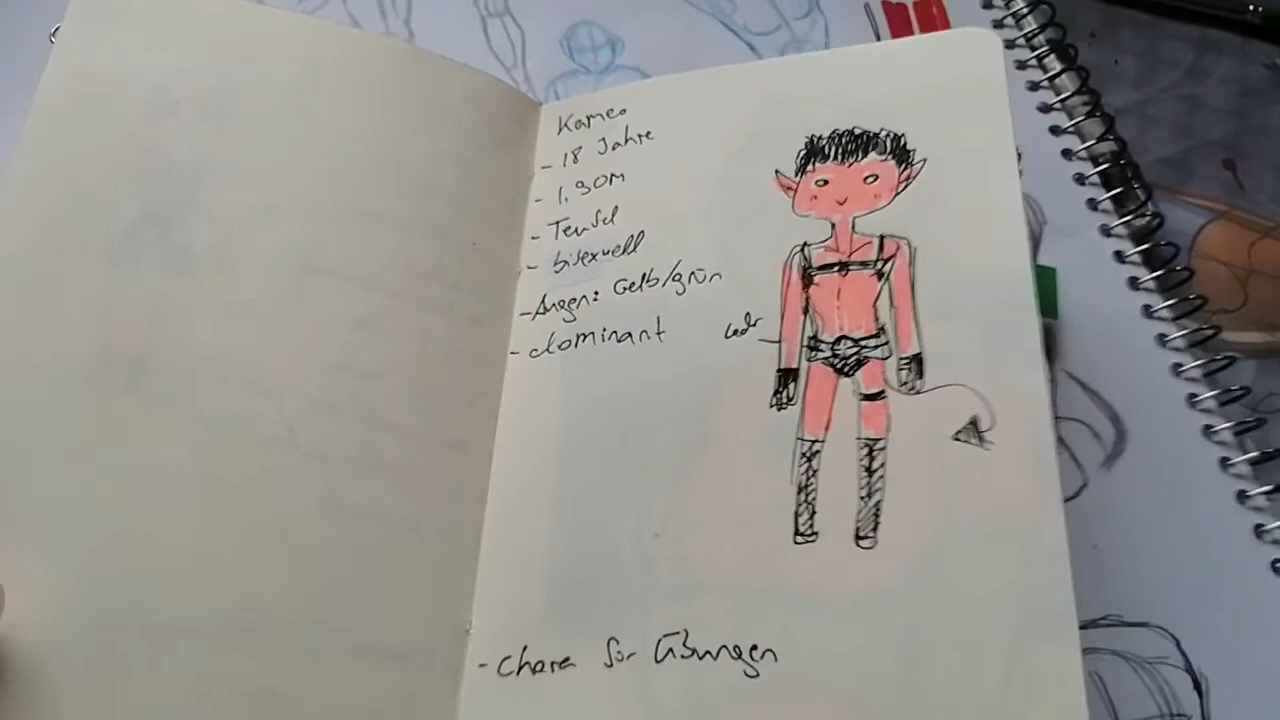 Kameo
- 18 Jahre
- 1,90M
- Teufel
- bisexuell
- Augen: Gelb/grün
- dominant
Leder
- Chara für Übungen